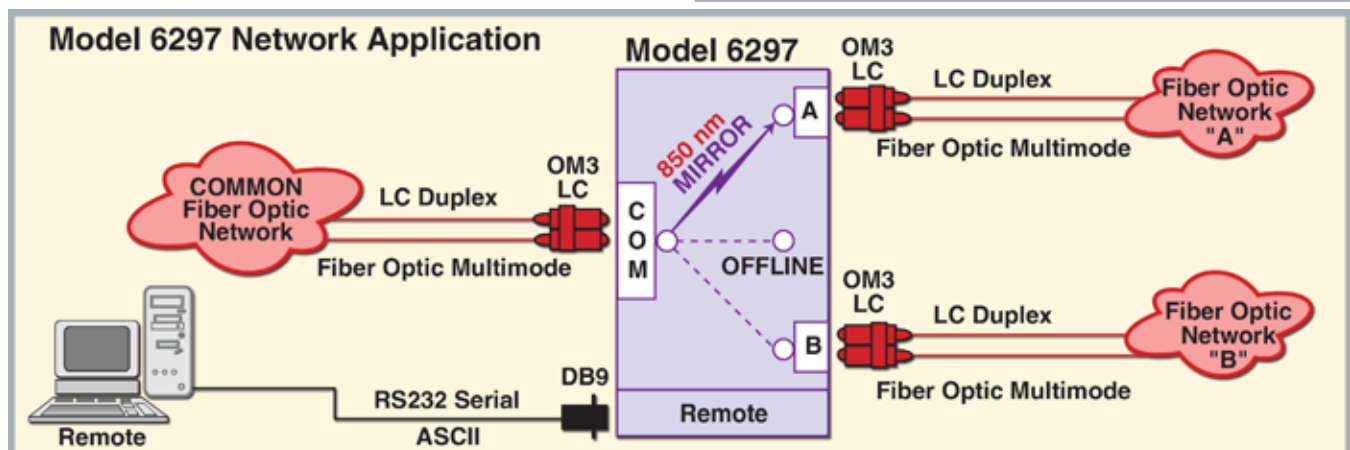 Model 6297 Network Application
Model 6297
OM3
LC
LC Duplex
Fiber Optic Multimode
Fiber Optic
Network
"A"
A
850 nm
MIRROR
COMMON
Fiber Optic
Network
LC Duplex
Fiber Optic Multimode
OM3
LC
COM
OFFLINE
B
OM3
LC
LC Duplex
Fiber Optic Multimode
Fiber Optic
Network
"B"
Remote
RS232 Serial
ASCII
DB9
Remote